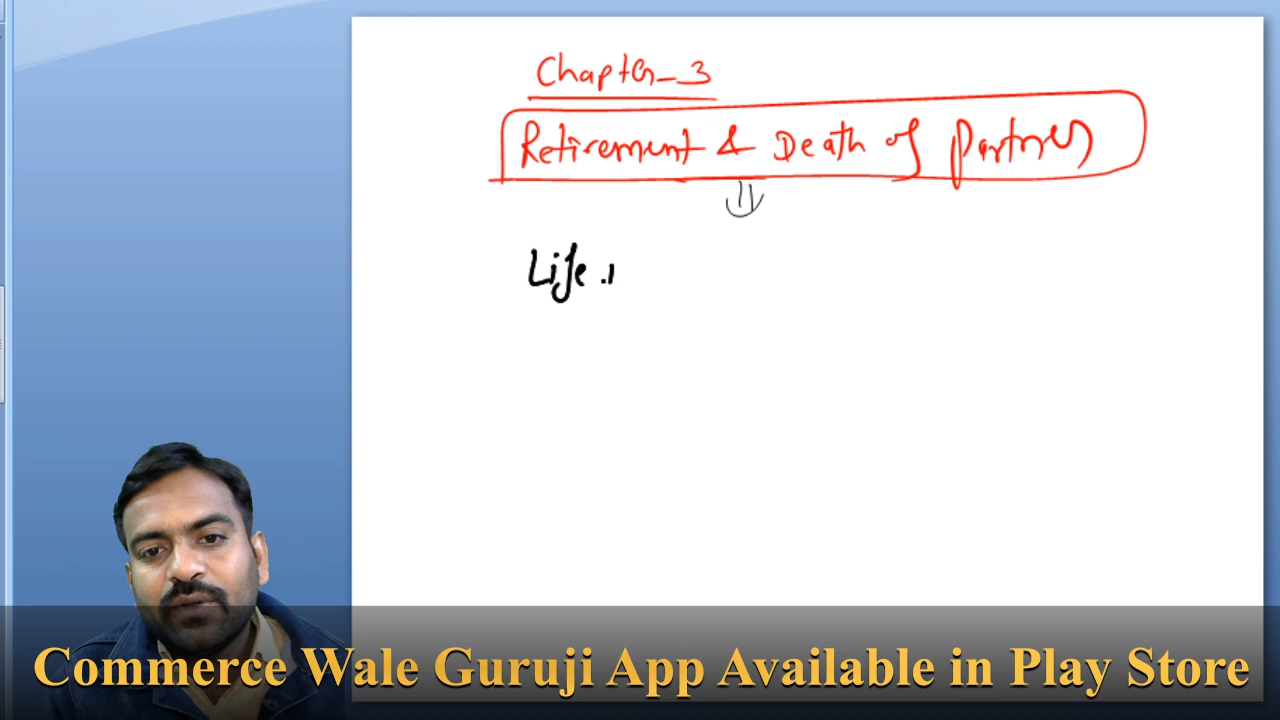 Chapter-3
Retirement & Death of Partner
Life.
Commerce Wale Guruji App Available in Play Store